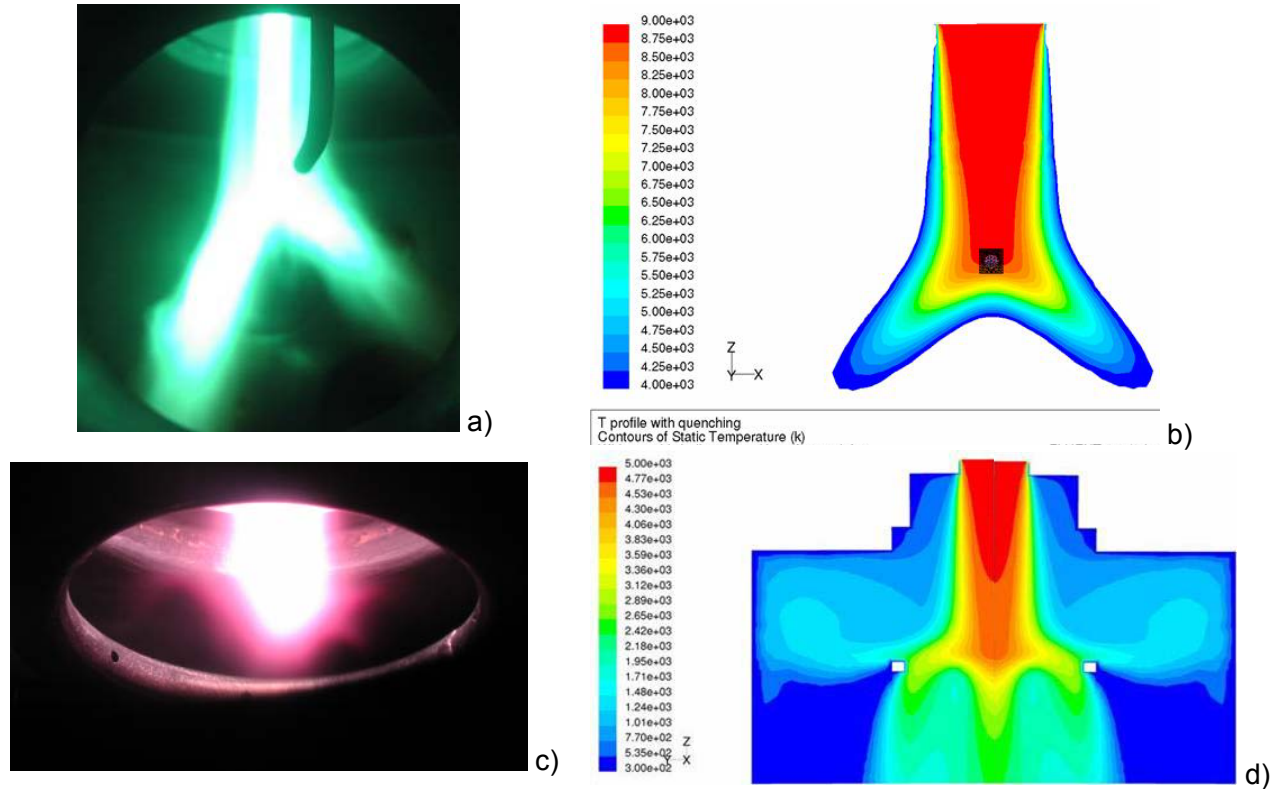 9.00e+03
8.75e+03
8.50e+03
8.25e+03
8.00e+03
7.75e+03
7.50e+03
7.25e+03
7.00e+03
6.75e+03
6.50e+03
6.25e+03
6.00e+03
5.75e+03
5.50e+03
5.25e+03
5.00e+03
4.75e+03
4.50e+03
4.25e+03
4.00e+03
Z
Y X
a)
T profile with quenching
Contours of Static Temperature (k)
b)
5.00e+03
4.77e+03
4.53e+03
4.30e+03
4.06e+03
3.83e+03
3.59e+03
3.36e+03
3.12e+03
2.89e+03
2.65e+03
2.42e+03
2.18e+03
1.95e+03
1.71e+03
1.48e+03
1.24e+03
1.01e+03
7.70e+02
5.35e+02
3.00e+02
Z
Y X
c)
d)